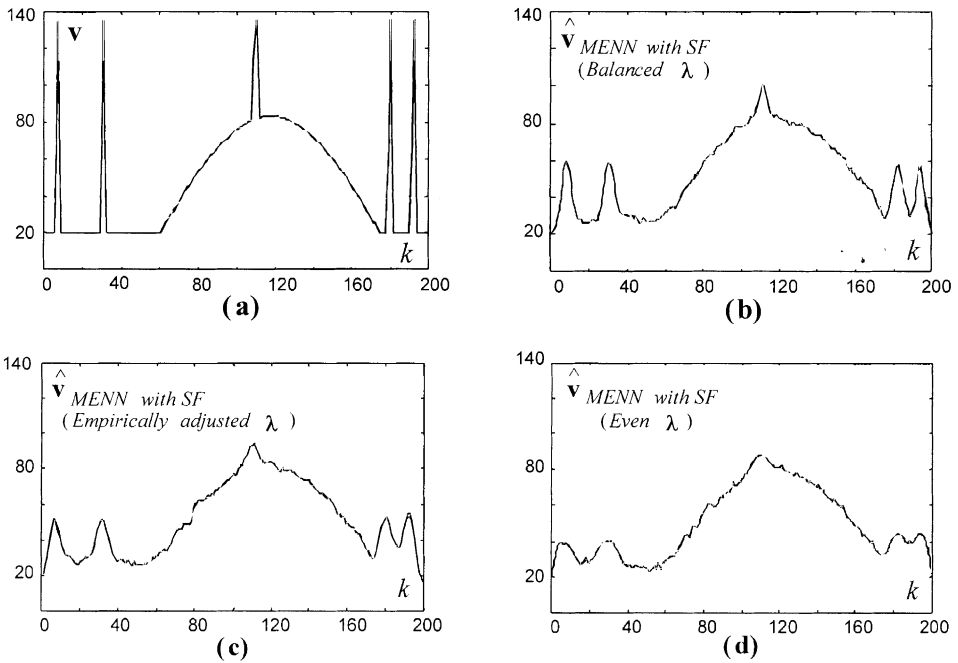 140
v
80
20
k
0 40 80 120 160 200
(a)
140
v̂ MENN with SF
(Balanced λ)
80
20
k
0 40 80 120 160 200
(b)
140
v̂ MENN with SF
(Empirically adjusted λ)
80
20
k
0 40 80 120 160 200
(c)
140
v̂ MENN with SF
(Even λ)
80
20
k
0 40 80 120 160 200
(d)